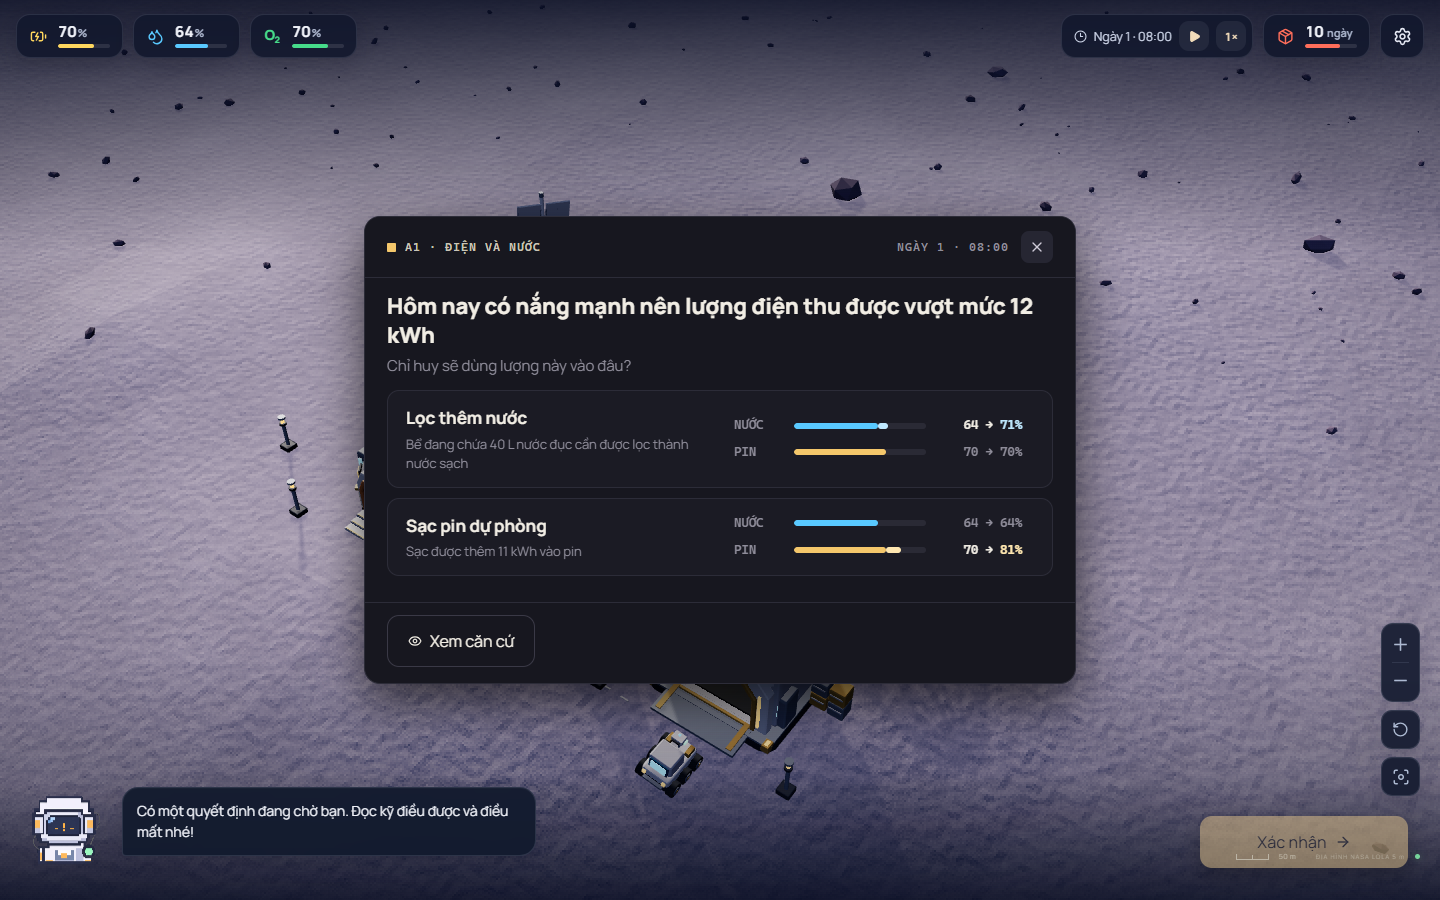 70%
64%
O₂ 70%
Ngày 1 · 08:00
1×
10 ngày
A1 · ĐIỆN VÀ NƯỚC
NGÀY 1 · 08:00
Hôm nay có nắng mạnh nên lượng điện thu được vượt mức 12
kWh
Chỉ huy sẽ dùng lượng này vào đâu?
Lọc thêm nước
Bể đang chứa 40 L nước đục cần được lọc thành
nước sạch
NƯỚC 64 → 71%
PIN 70 → 70%
Sạc pin dự phòng
Sạc được thêm 11 kWh vào pin
NƯỚC 64 → 64%
PIN 70 → 81%
Xem căn cứ
Có một quyết định đang chờ bạn. Đọc kỹ điều được và điều
mất nhé!
Xác nhận →
50 m
ĐỊA HÌNH NASA LOLA